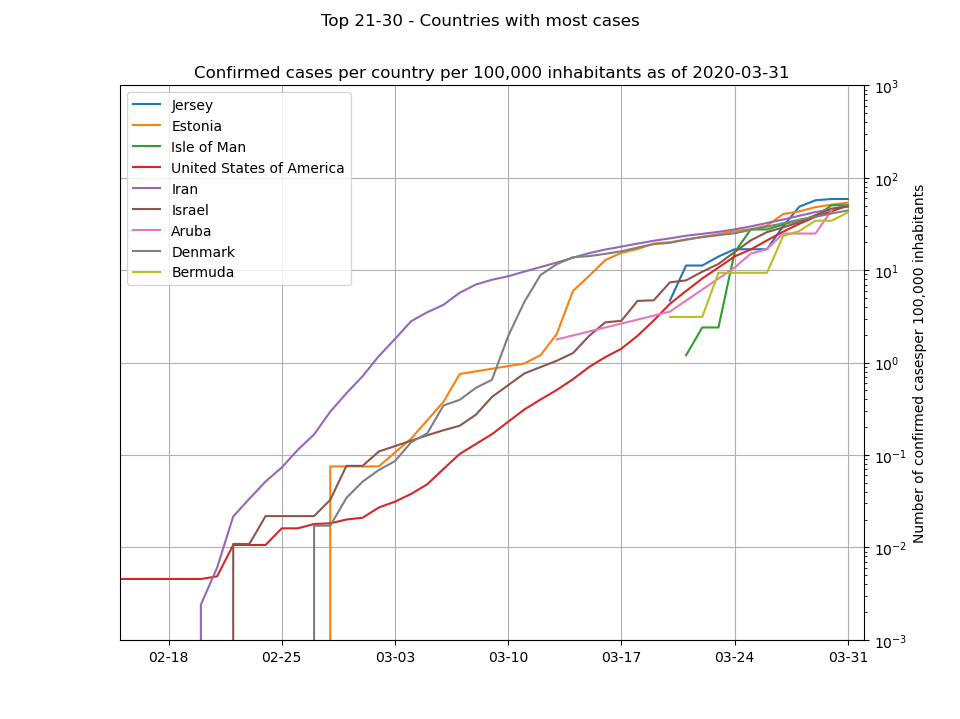 Top 21-30 - Countries with most cases
Confirmed cases per country per 100,000 inhabitants as of 2020-03-31
Jersey
Estonia
Isle of Man
United States of America
Iran
Israel
Aruba
Denmark
Bermuda
10³
10²
10¹
10⁰
10⁻¹
10⁻²
10⁻³
Number of confirmed casesper 100,000 inhabitants
02-18 02-25 03-03 03-10 03-17 03-24 03-31